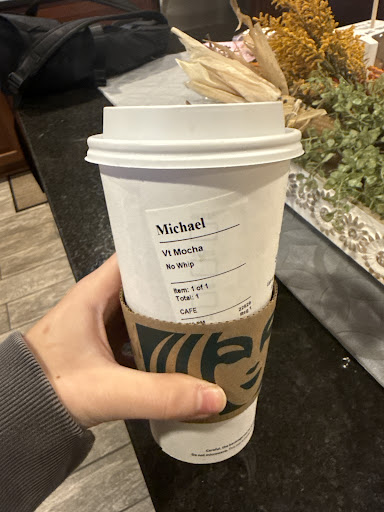 Michael
Vt Mocha
No Whip
Item: 1 of 1
Total: 1
CAFE